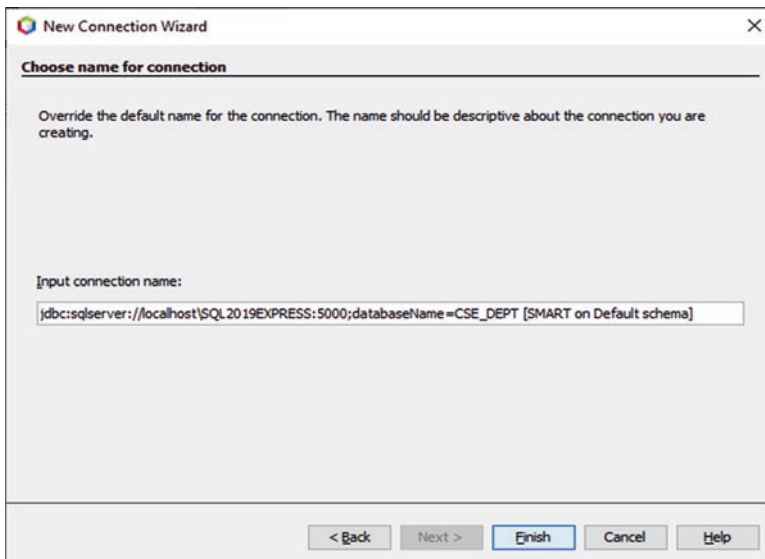 New Connection Wizard
Choose name for connection
Override the default name for the connection. The name should be descriptive about the connection you are
creating.
Input connection name:
jdbc:sqlserver://localhost\SQL2019EXPRESS:5000;databaseName=CSE_DEPT [SMART on Default schema]
< Back Next > Finish Cancel Help